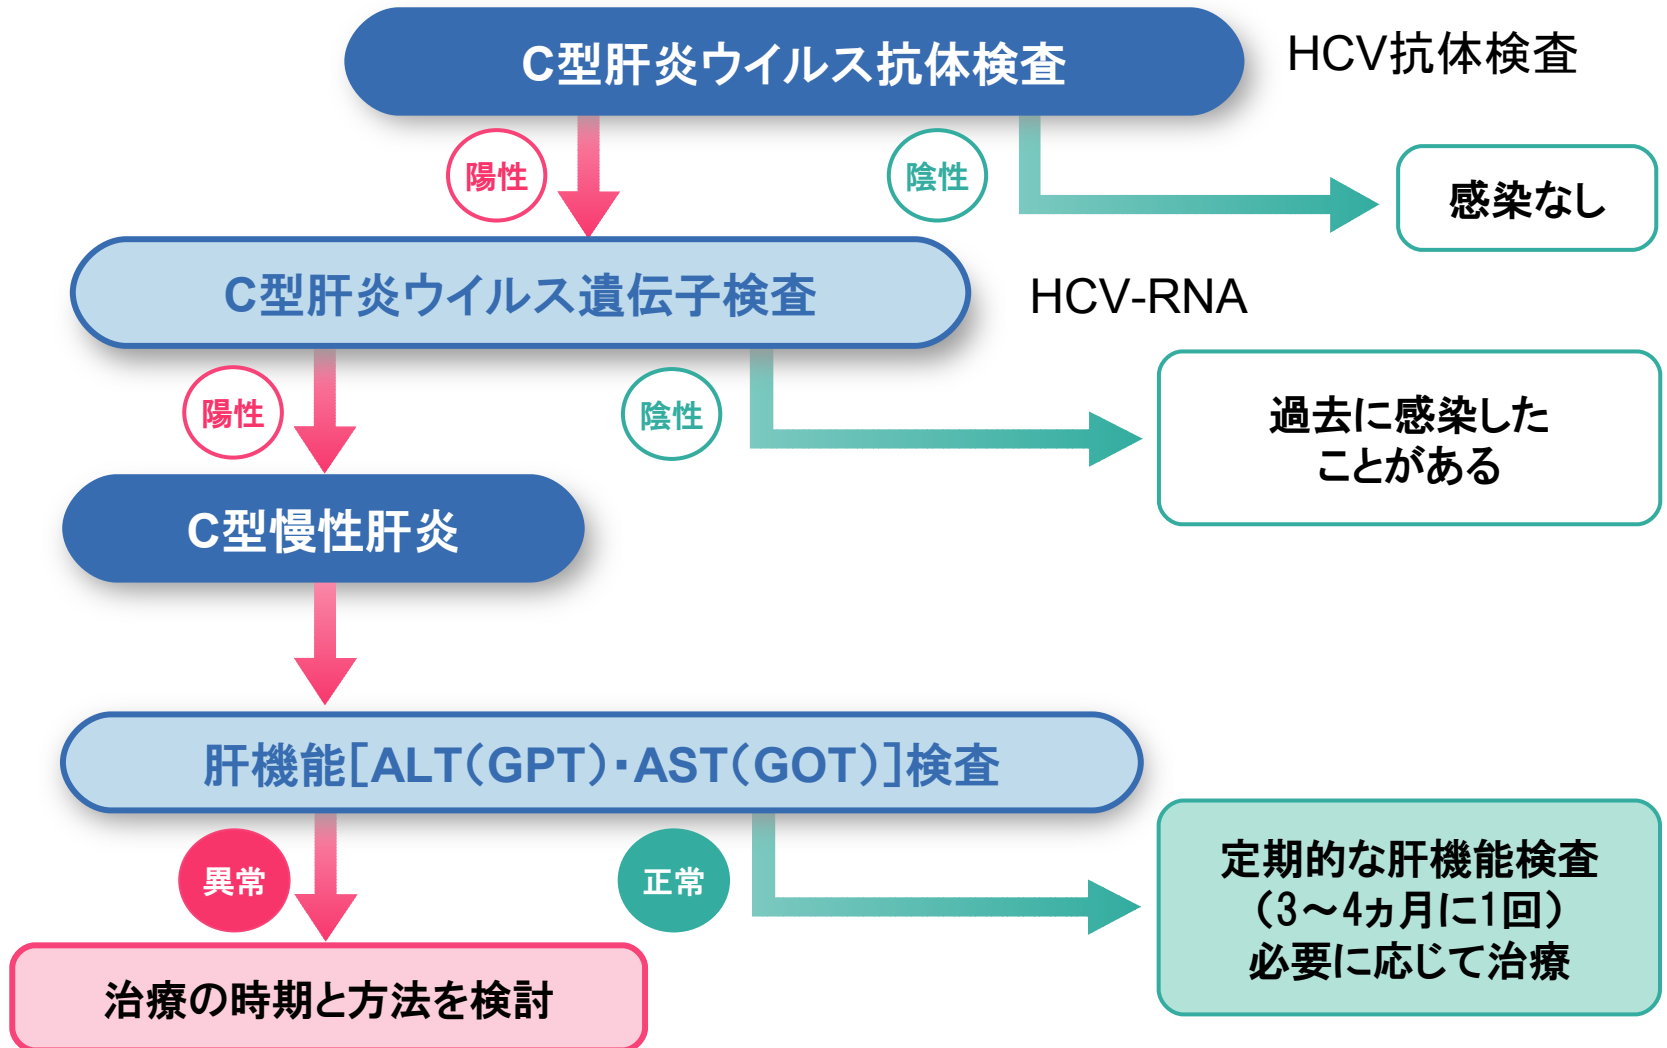 C型肝炎ウイルス抗体検査
HCV抗体検査
陽性
陰性
感染なし
C型肝炎ウイルス遺伝子検査
HCV-RNA
陽性
陰性
過去に感染した
ことがある
C型慢性肝炎
肝機能[ALT(GPT)・AST(GOT)]検査
異常
正常
定期的な肝機能検査
(3～4ヵ月に1回)
必要に応じて治療
治療の時期と方法を検討